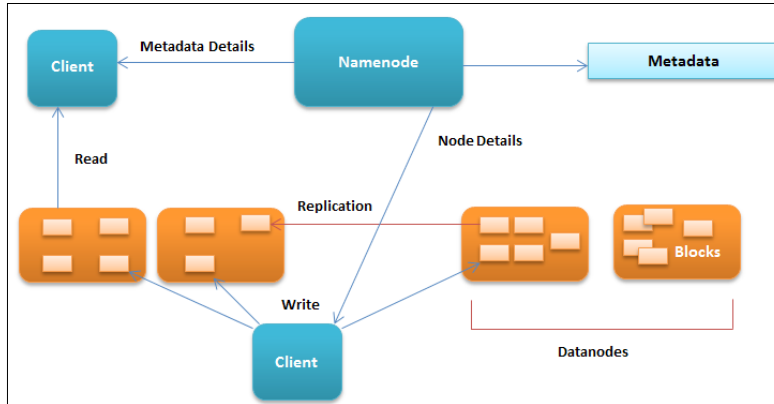 Metadata Details
Client
Namenode
Metadata
Node Details
Read
Replication
Blocks
Write
Client
Datanodes